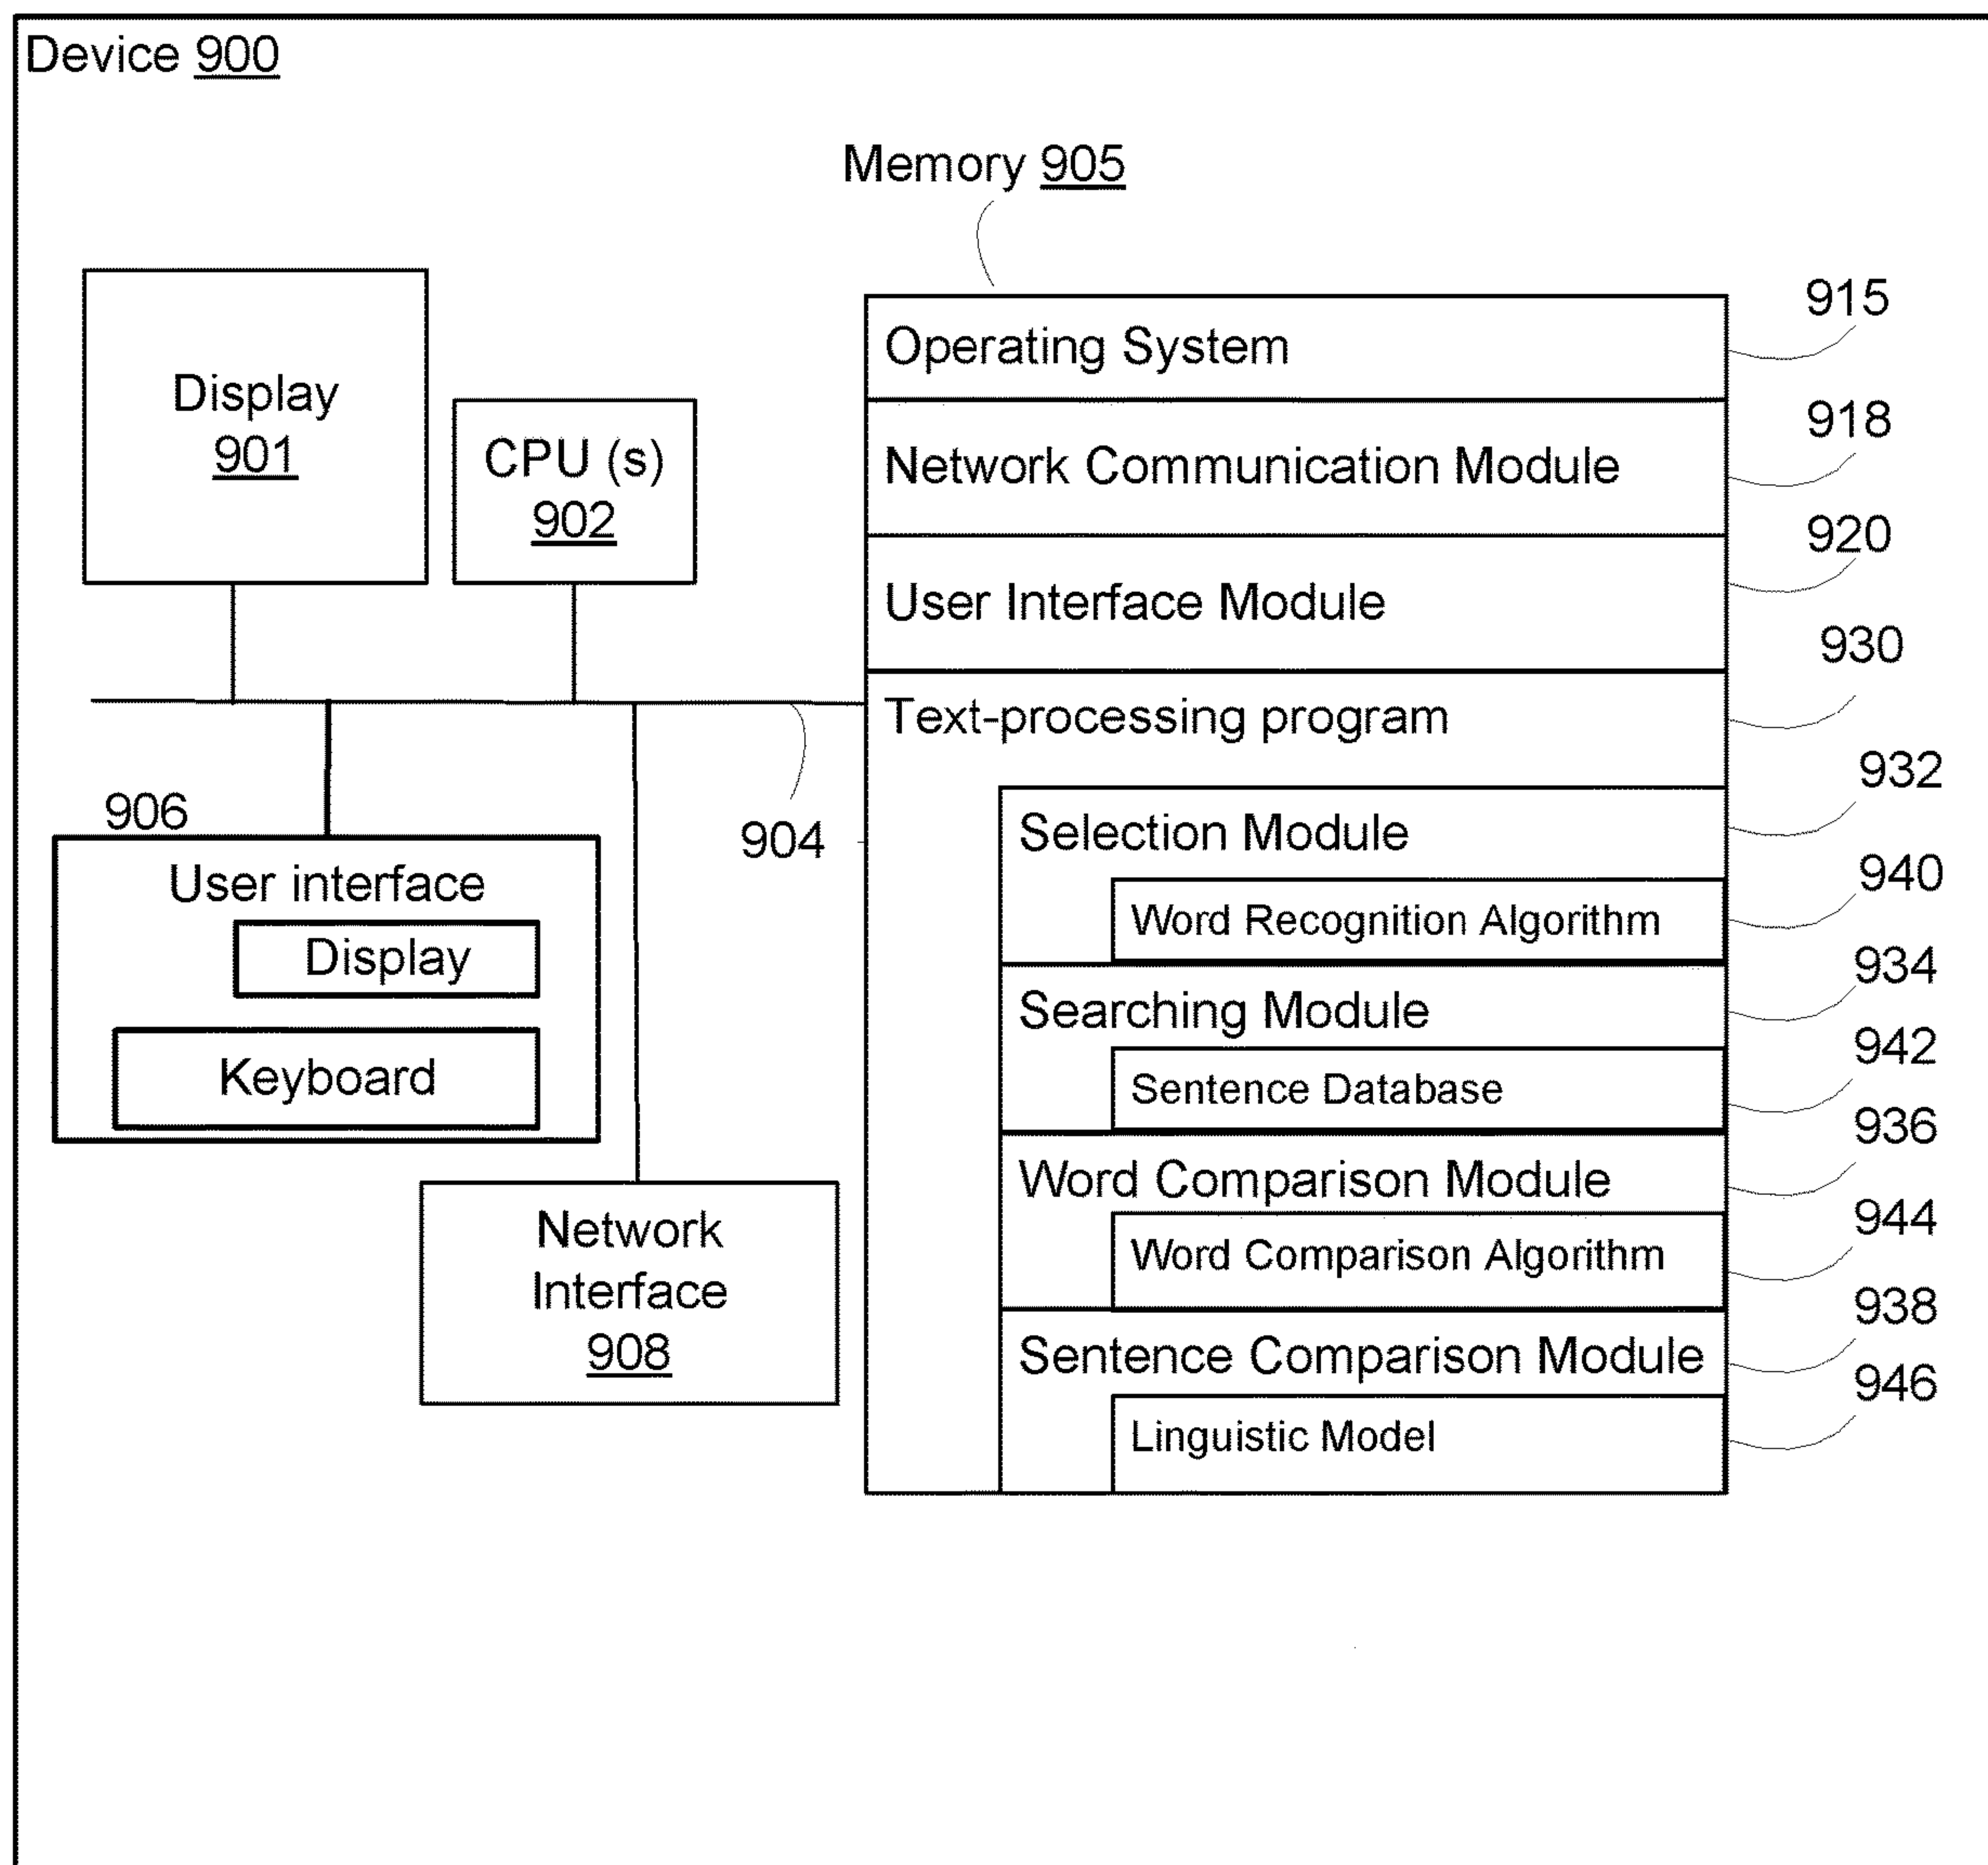 Device 900
Memory 905
Display
901
CPU (s)
902
Operating System
915
Network Communication Module
918
User Interface Module
920
Text-processing program
930
904
906
User interface
Display
Keyboard
Network
Interface
908
Selection Module
932
Word Recognition Algorithm
940
Searching Module
934
Sentence Database
942
Word Comparison Module
936
Word Comparison Algorithm
944
Sentence Comparison Module
938
Linguistic Model
946